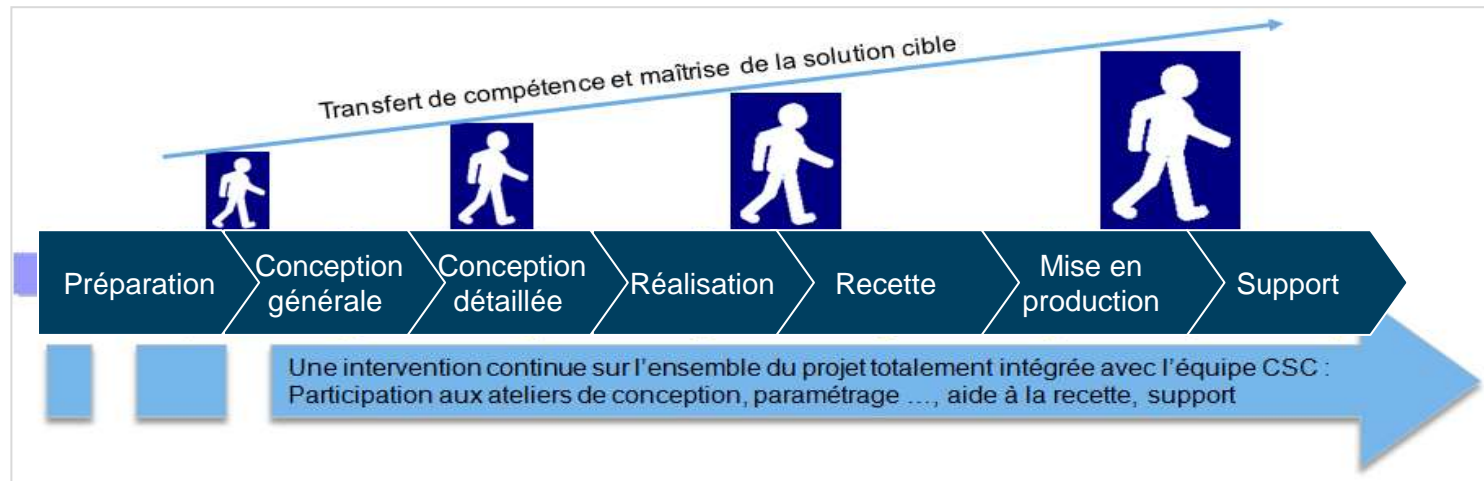 Transfert de compétence et maîtrise de la solution cible
Préparation
Conception
générale
Conception
détaillée
Réalisation
Recette
Mise en
production
Support
Une intervention continue sur l'ensemble du projet totalement intégrée avec l'équipe CSC :
Participation aux ateliers de conception, paramétrage ..., aide à la recette, support